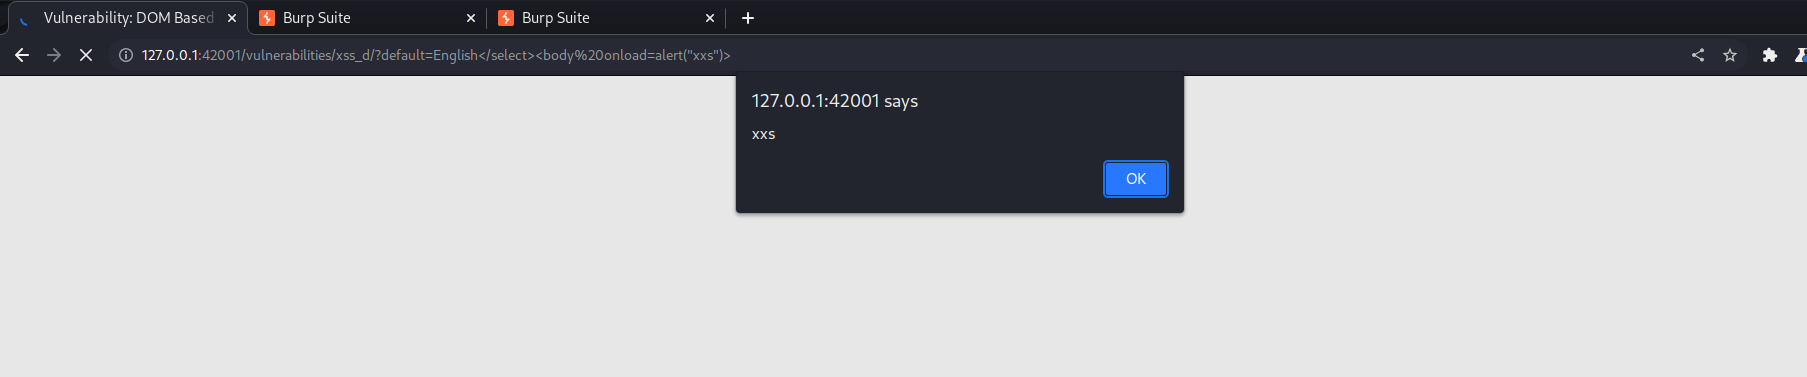 Vulnerability: DOM Based
Burp Suite
Burp Suite
127.0.0.1:42001/vulnerabilities/xss_d/?default=English</select><body%20onload=alert("xxs")>
127.0.0.1:42001 says
xxs
OK